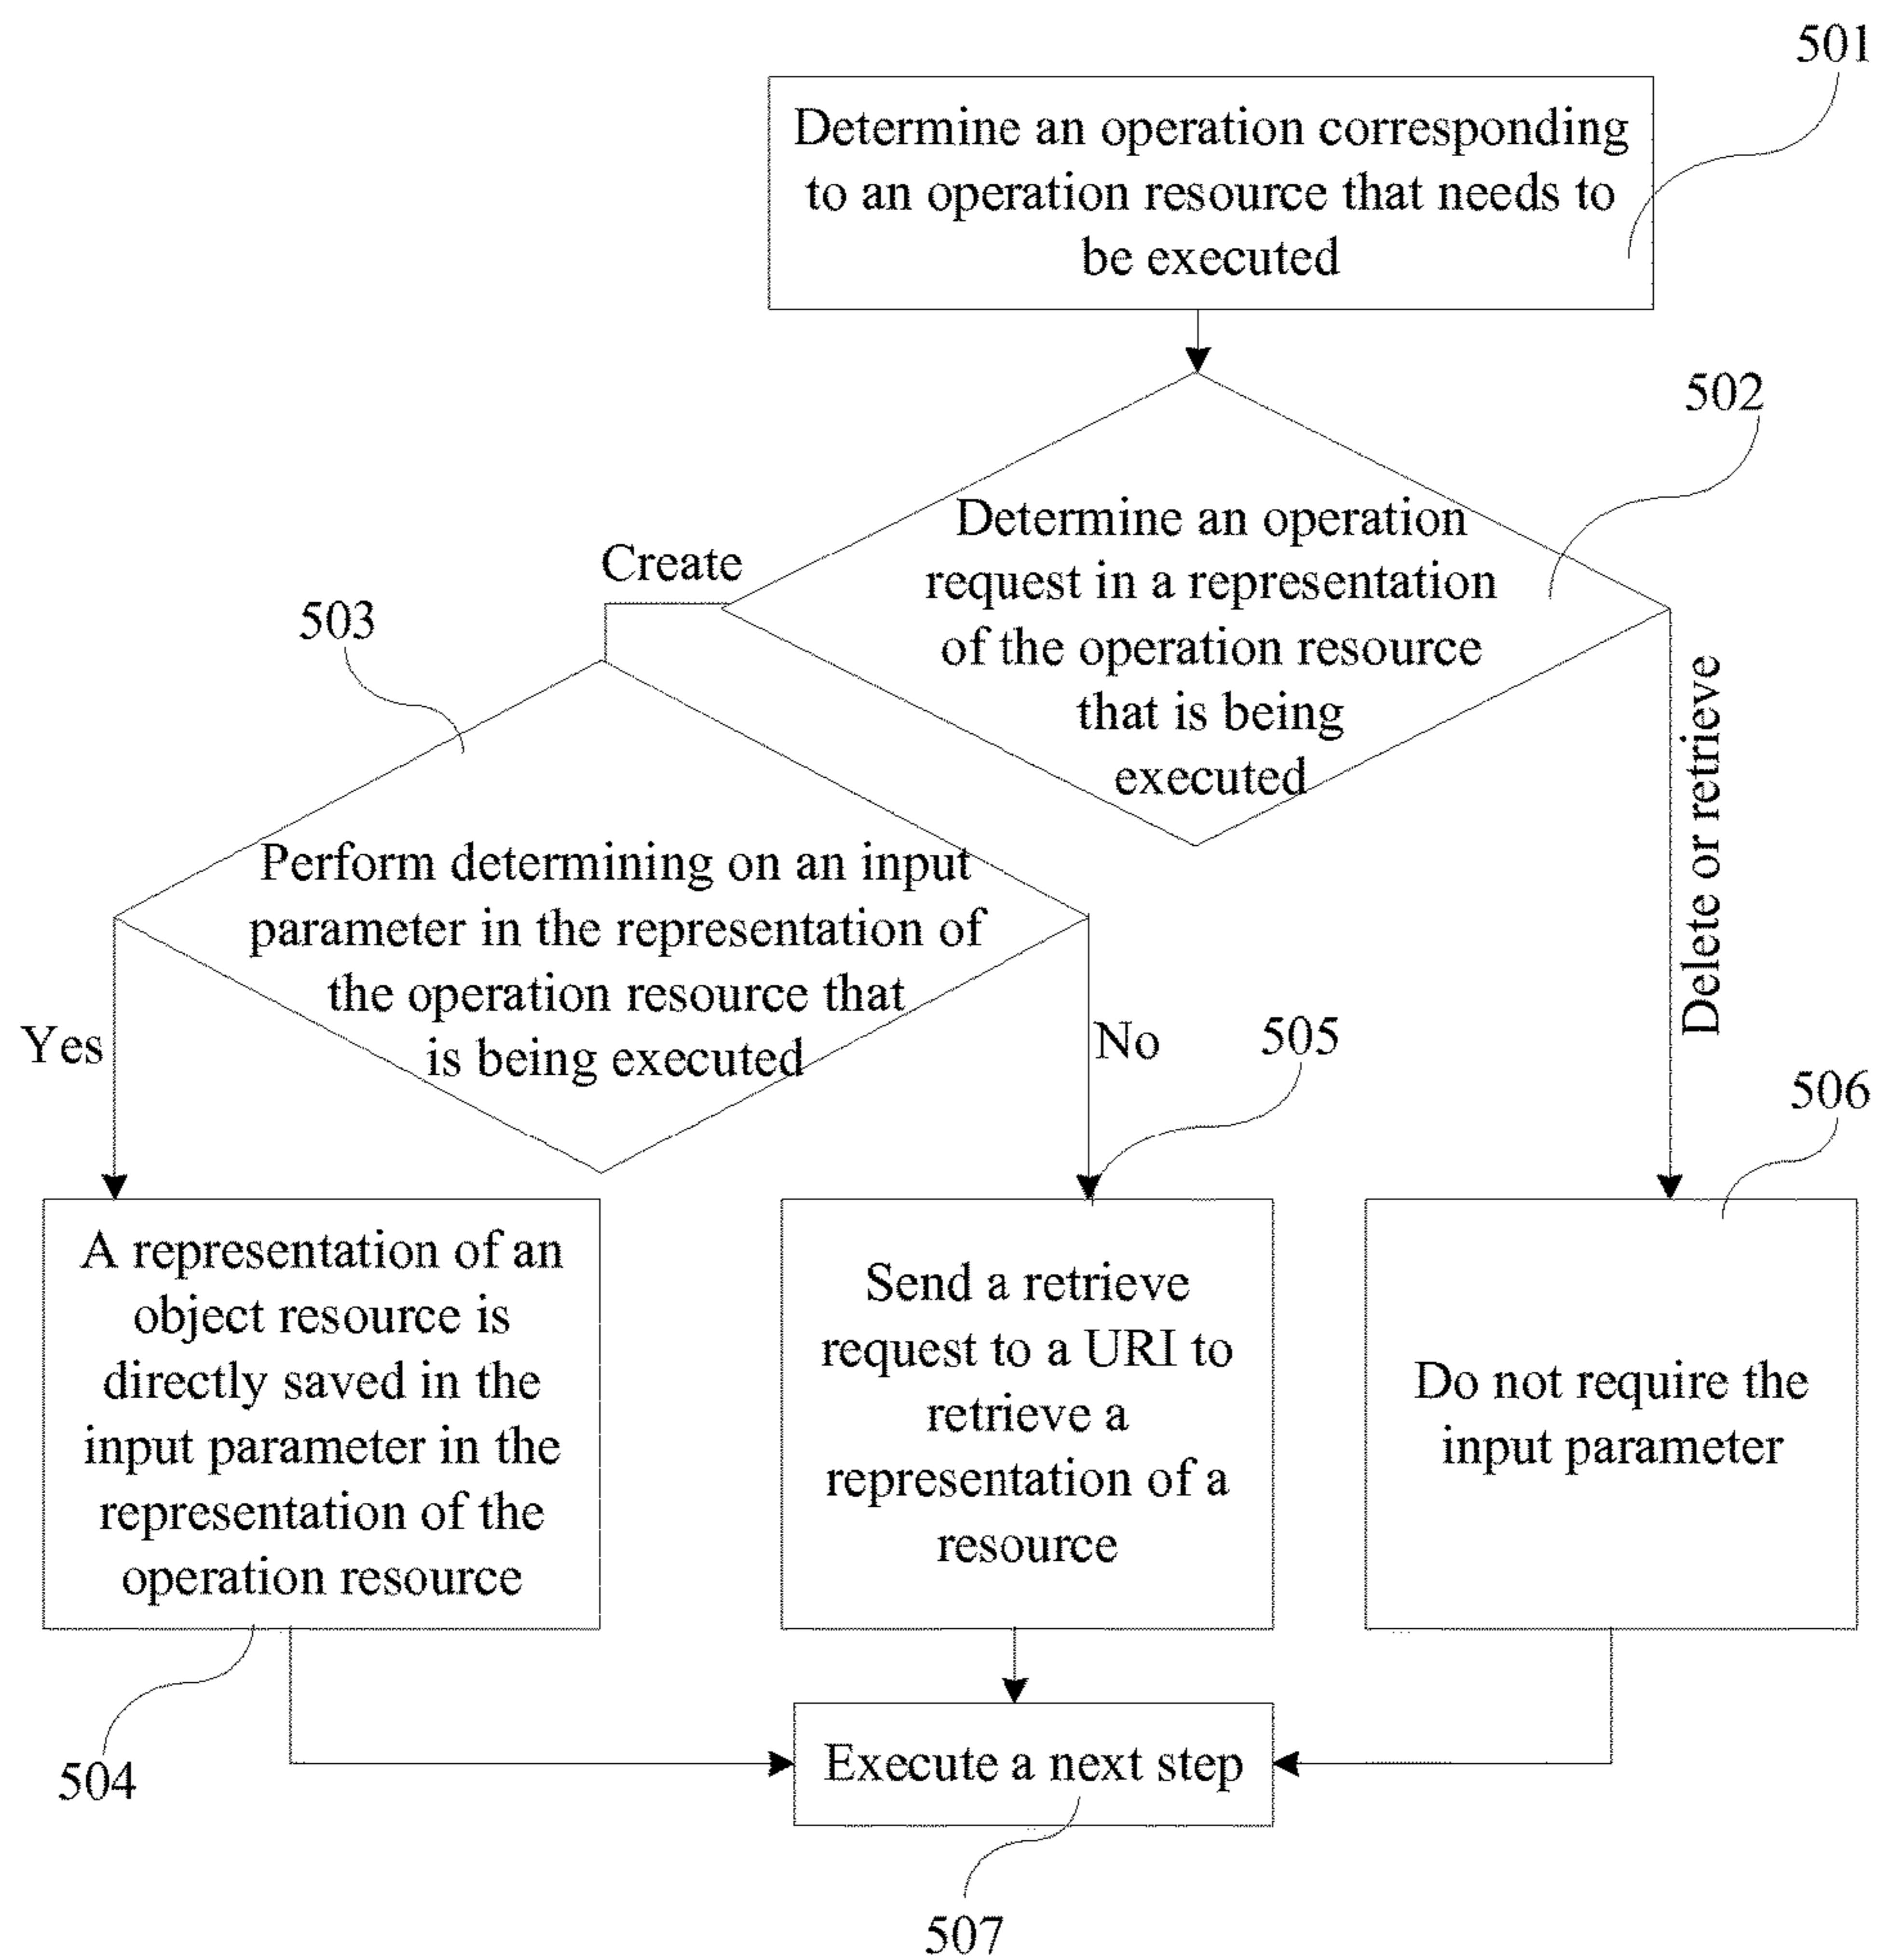 501
Determine an operation corresponding
to an operation resource that needs to
be executed
502
Determine an operation
request in a representation
of the operation resource
that is being
executed
Create
Delete or retrieve
503
Perform determining on an input
parameter in the representation of
the operation resource that
is being executed
Yes
No
505
506
A representation of an
object resource is
directly saved in the
input parameter in the
representation of the
operation resource
Send a retrieve
request to a URI to
retrieve a
representation of a
resource
Do not require the
input parameter
504
Execute a next step
507